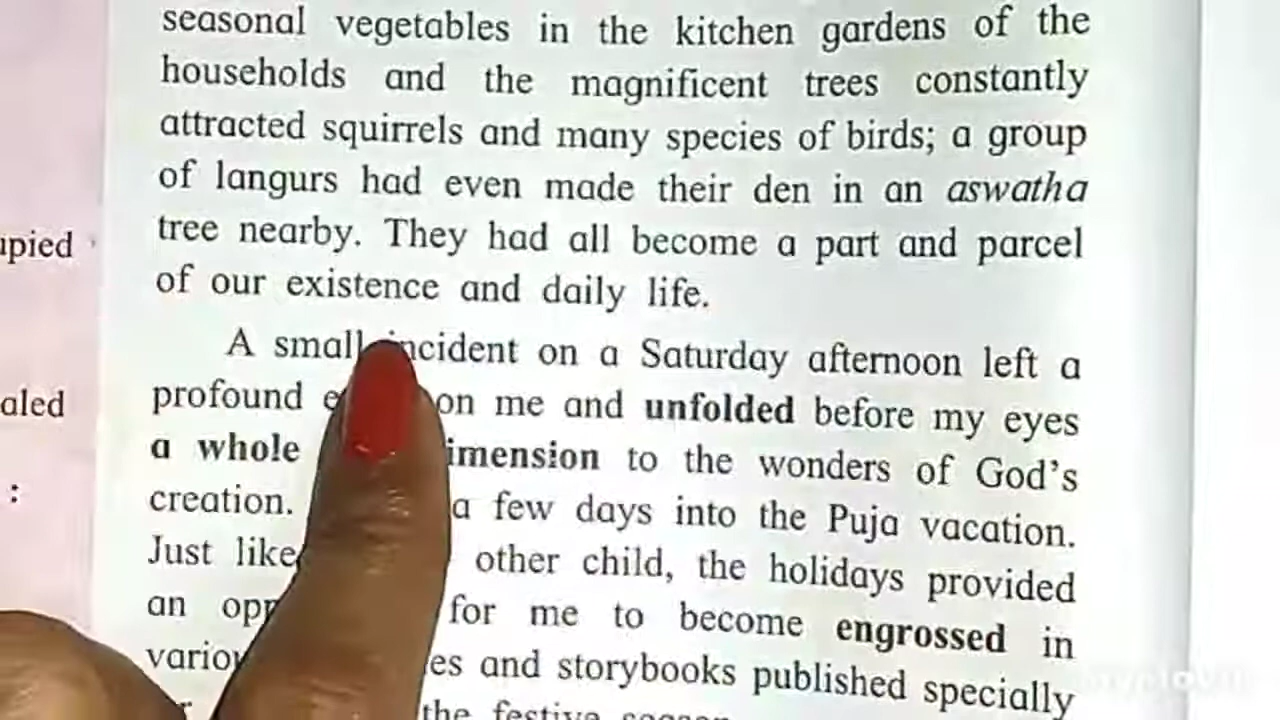 seasonal vegetables in the kitchen gardens of the
households and the magnificent trees constantly
attracted squirrels and many species of birds; a group
of langurs had even made their den in an aswatha
tree nearby. They had all become a part and parcel
upied
of our existence and daily life.
A small incident on a Saturday afternoon left a
profound on me and unfolded before my eyes
aled
a whole dimension to the wonders of God's
:
creation. a few days into the Puja vacation.
Just like other child, the holidays provided
an for me to become engrossed in
and storybooks published specially
the festive season